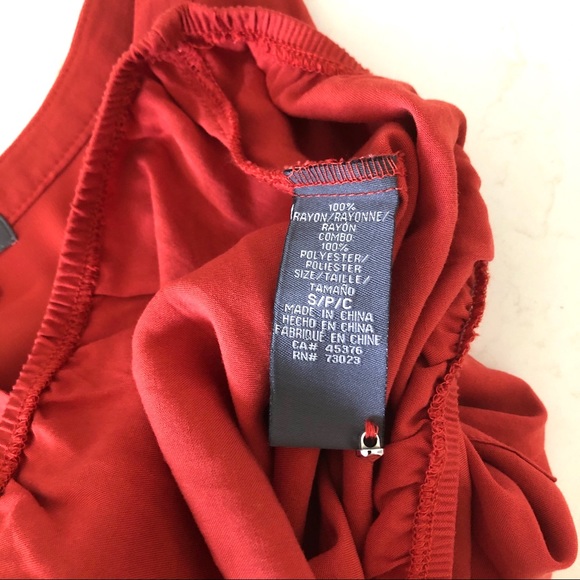 100%
RAYON/RAYONNE/
RAYÓN
COMBO:
100%
POLYESTER/
POLIÉSTER
SIZE/TAILLE/
TAMAÑO
S/P/C
MADE IN CHINA
HECHO EN CHINA
FABRIQUÉ EN CHINE
CA# 45376
RN# 73023